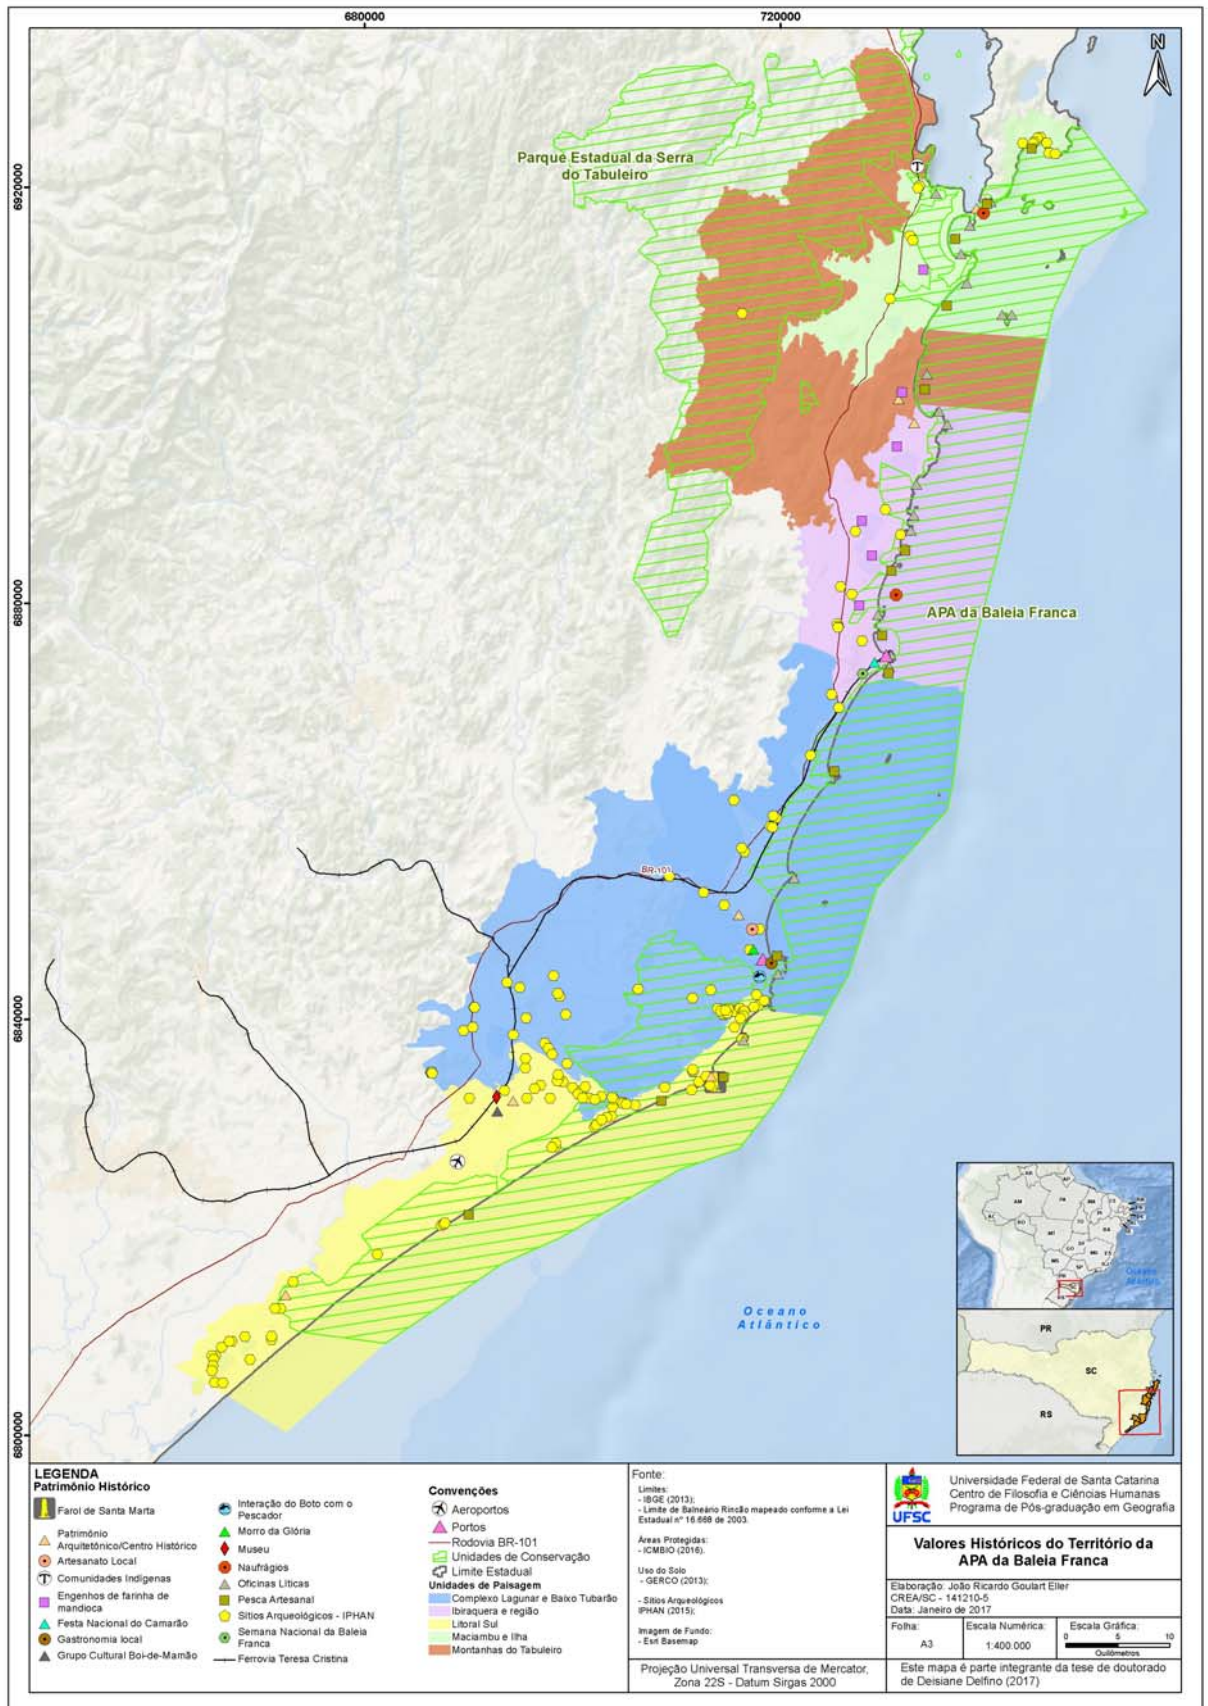 680000
720000
N
6920000
6880000
6840000
6800000
Parque Estadual da Serra
do Tabuleiro
APA da Baleia Franca
BR-101
Oceano
Atlântico
Oceano
Atlântico
PR
SC
RS
LEGENDA
Patrimônio Histórico
Farol de Santa Marta
Patrimônio
Arquitetônico/Centro Histórico
Artesanato Local
Comunidades Indígenas
Engenhos de farinha de
mandioca
Festa Nacional do Camarão
Gastronomia local
Grupo Cultural Boi-de-Mamão
Interação do Boto com o
Pescador
Morro da Glória
Museu
Naufrágios
Oficinas Líticas
Pesca Artesanal
Sítios Arqueológicos - IPHAN
Semana Nacional da Baleia
Franca
Ferrovia Teresa Cristina
Convenções
Aeroportos
Portos
Rodovia BR-101
Unidades de Conservação
Limite Estadual
Unidades de Paisagem
Complexo Lagunar e Baixo Tubarão
Ibiraquera e região
Litoral Sul
Maciambu e Ilha
Montanhas do Tabuleiro
Fonte:
Limites:
- IBGE (2013);
- Limite de Balneário Rincão mapeado conforme a Lei
Estadual nº 16.668 de 2003.
Áreas Protegidas:
- ICMBIO (2016).
Uso do Solo
- GERCO (2013);
- Sítios Arqueológicos
IPHAN (2015);
Imagem de Fundo:
- Esri Basemap
Projeção Universal Transversa de Mercator,
Zona 22S - Datum Sirgas 2000
UFSC
Universidade Federal de Santa Catarina
Centro de Filosofia e Ciências Humanas
Programa de Pós-graduação em Geografia
Valores Históricos do Território da
APA da Baleia Franca
Elaboração: João Ricardo Goulart Eller
CREA/SC - 141210-5
Data: Janeiro de 2017
Folha:
A3
Escala Numérica:
1:400.000
Escala Gráfica:
0 5 10
Quilômetros
Este mapa é parte integrante da tese de doutorado
de Deisiane Delfino (2017)